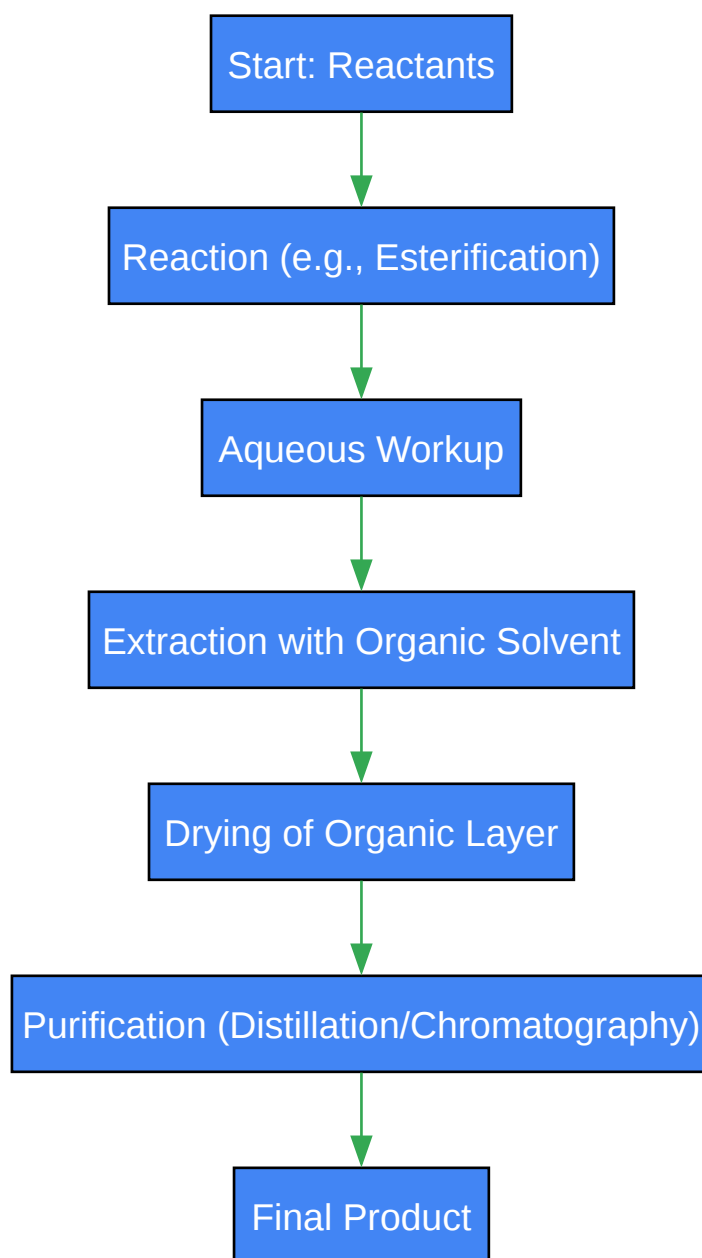 Start: Reactants
Reaction (e.g., Esterification)
Aqueous Workup
Extraction with Organic Solvent
Drying of Organic Layer
Purification (Distillation/Chromatography)
Final Product